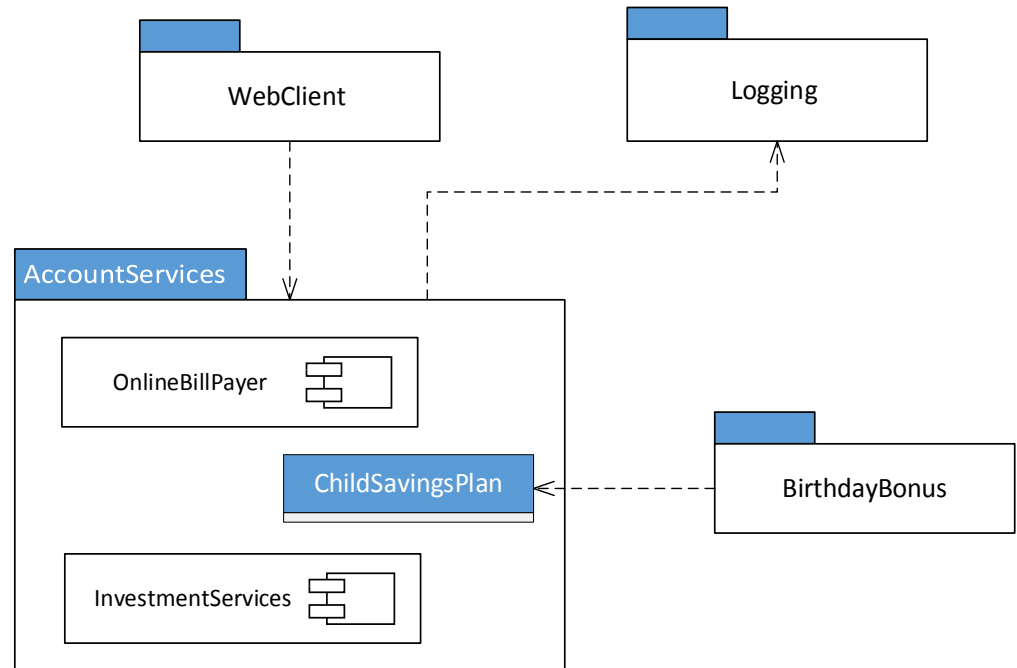 WebClient
Logging
AccountServices
OnlineBillPayer
ChildSavingsPlan
BirthdayBonus
InvestmentServices